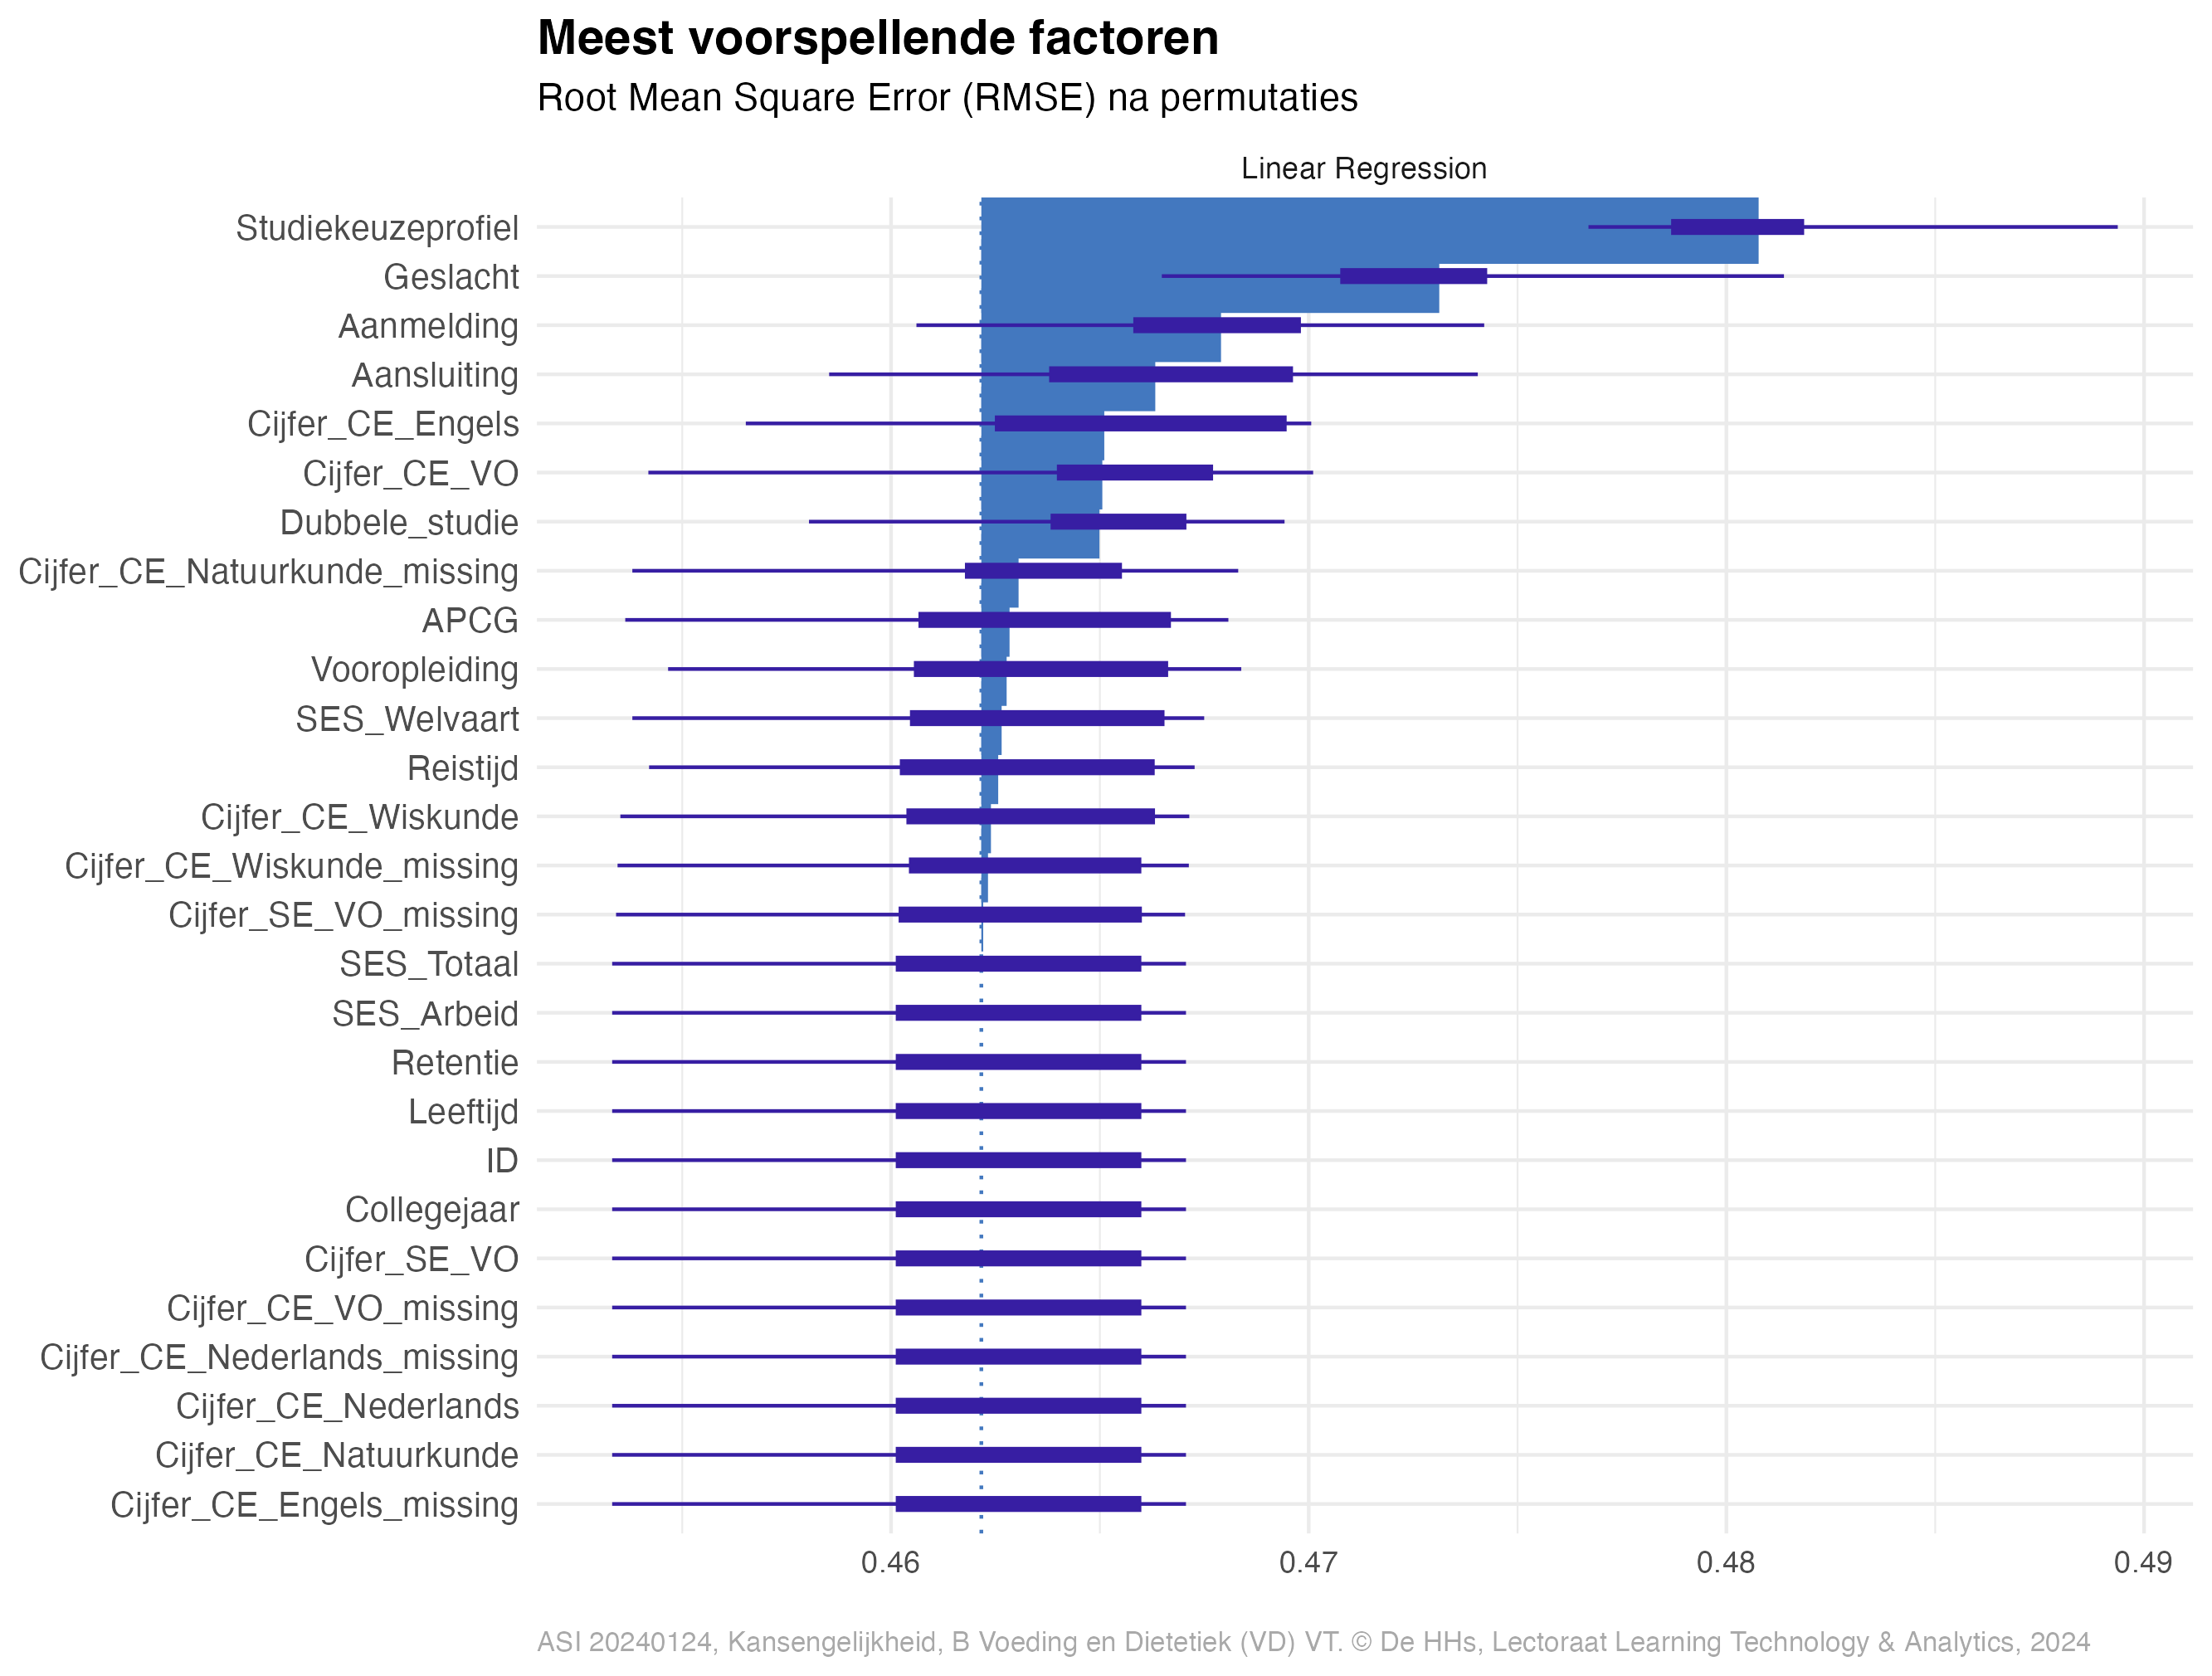 Meest voorspellende factoren
Root Mean Square Error (RMSE) na permutaties
Linear Regression
Studiekeuzeprofiel
Geslacht
Aanmelding
Aansluiting
Cijfer_CE_Engels
Cijfer_CE_VO
Dubbele_studie
Cijfer_CE_Natuurkunde_missing
APCG
Vooropleiding
SES_Welvaart
Reistijd
Cijfer_CE_Wiskunde
Cijfer_CE_Wiskunde_missing
Cijfer_SE_VO_missing
SES_Totaal
SES_Arbeid
Retentie
Leeftijd
ID
Collegejaar
Cijfer_SE_VO
Cijfer_CE_VO_missing
Cijfer_CE_Nederlands_missing
Cijfer_CE_Nederlands
Cijfer_CE_Natuurkunde
Cijfer_CE_Engels_missing
0.46 0.47 0.48 0.49
ASI 20240124, Kansengelijkheid, B Voeding en Dietetiek (VD) VT. © De HHs, Lectoraat Learning Technology & Analytics, 2024